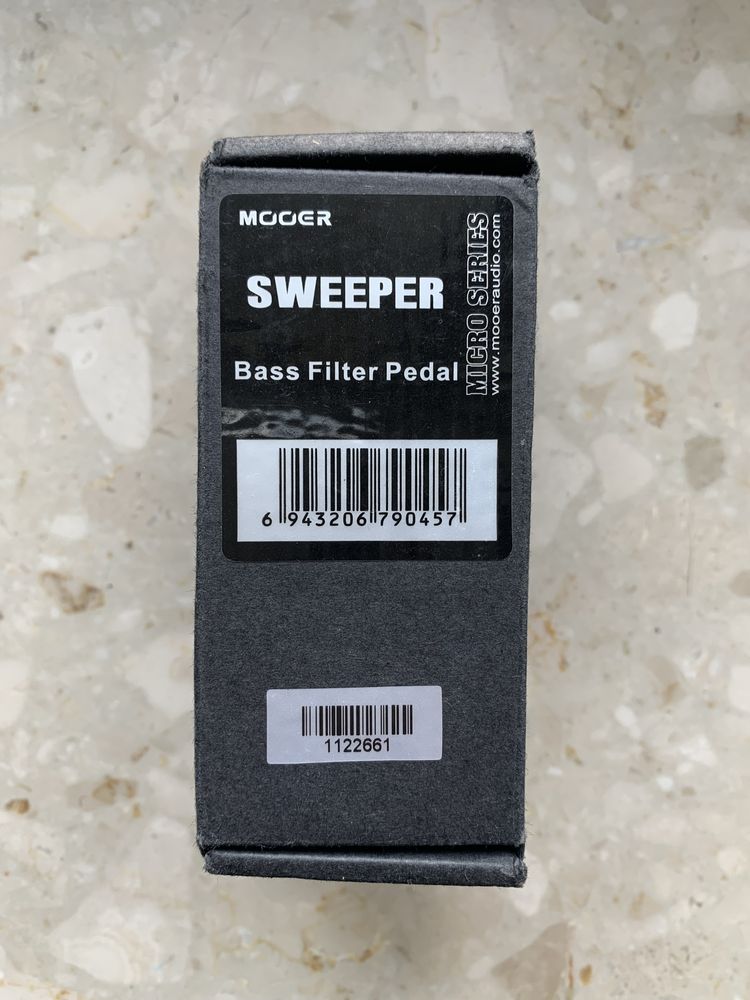 MOOER
SWEEPER
Bass Filter Pedal
MICRO SERIES
www.mooeraudio.com
6 943206 790457
1122661